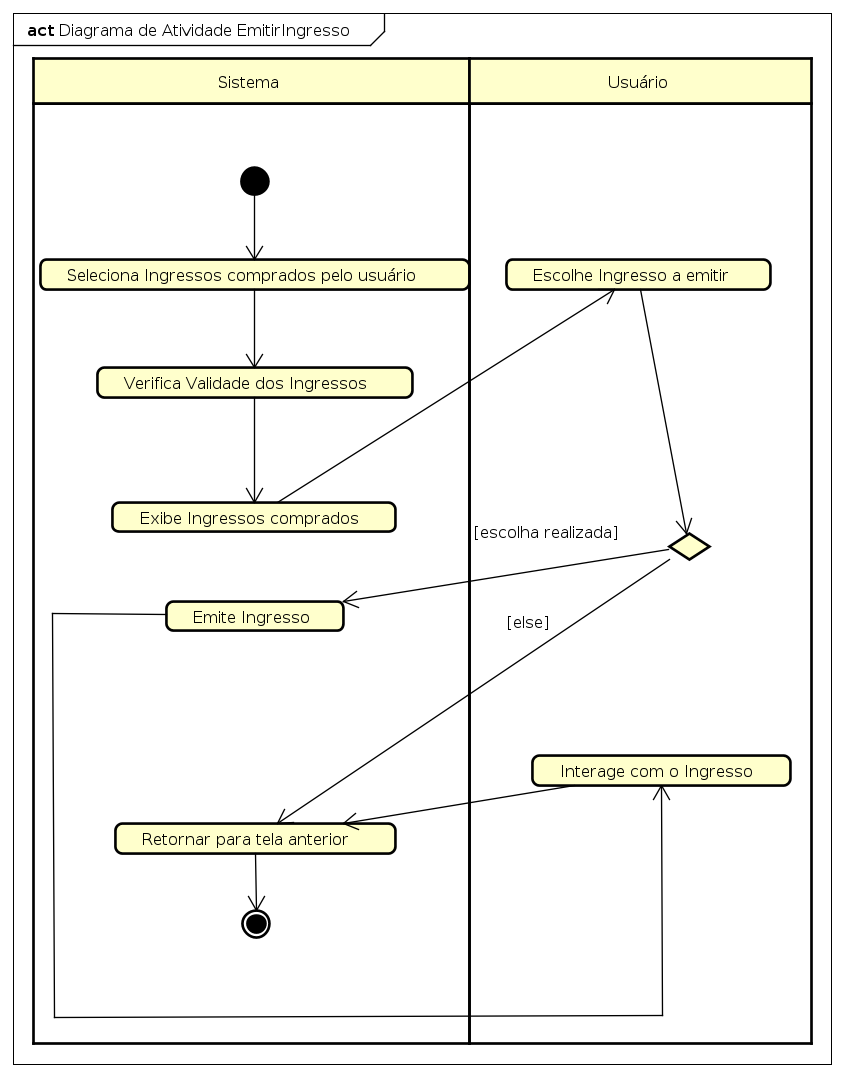 act Diagrama de Atividade EmitirIngresso
Sistema
Usuário
Seleciona Ingressos comprados pelo usuário
Escolhe Ingresso a emitir
Verifica Validade dos Ingressos
Exibe Ingressos comprados
[escolha realizada]
Emite Ingresso
[else]
Interage com o Ingresso
Retornar para tela anterior